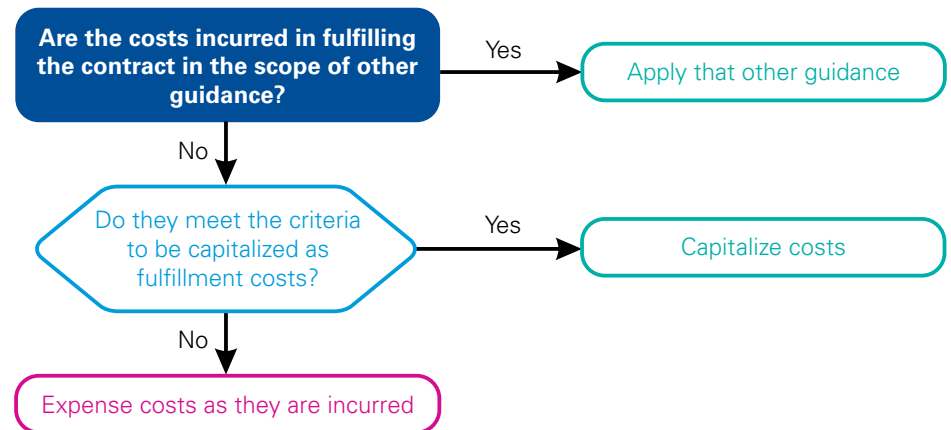 Are the costs incurred in fulfilling
the contract in the scope of other
guidance?
Yes
Apply that other guidance
No
Do they meet the criteria
to be capitalized as
fulfillment costs?
Yes
Capitalize costs
No
Expense costs as they are incurred